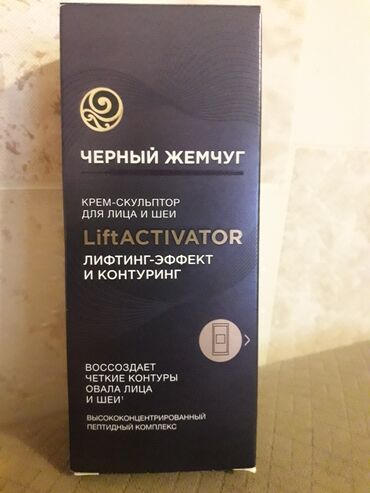 ЧЕРНЫЙ ЖЕМЧУГ
КРЕМ-СКУЛЬПТОР
ДЛЯ ЛИЦА И ШЕИ
LiftACTIVATOR
ЛИФТИНГ-ЭФФЕКТ
И КОНТУРИНГ
ВОССОЗДАЕТ
ЧЕТКИЕ КОНТУРЫ
ОВАЛА ЛИЦА
И ШЕИ¹
ВЫСОКОКОНЦЕНТРИРОВАННЫЙ
ПЕПТИДНЫЙ КОМПЛЕКС